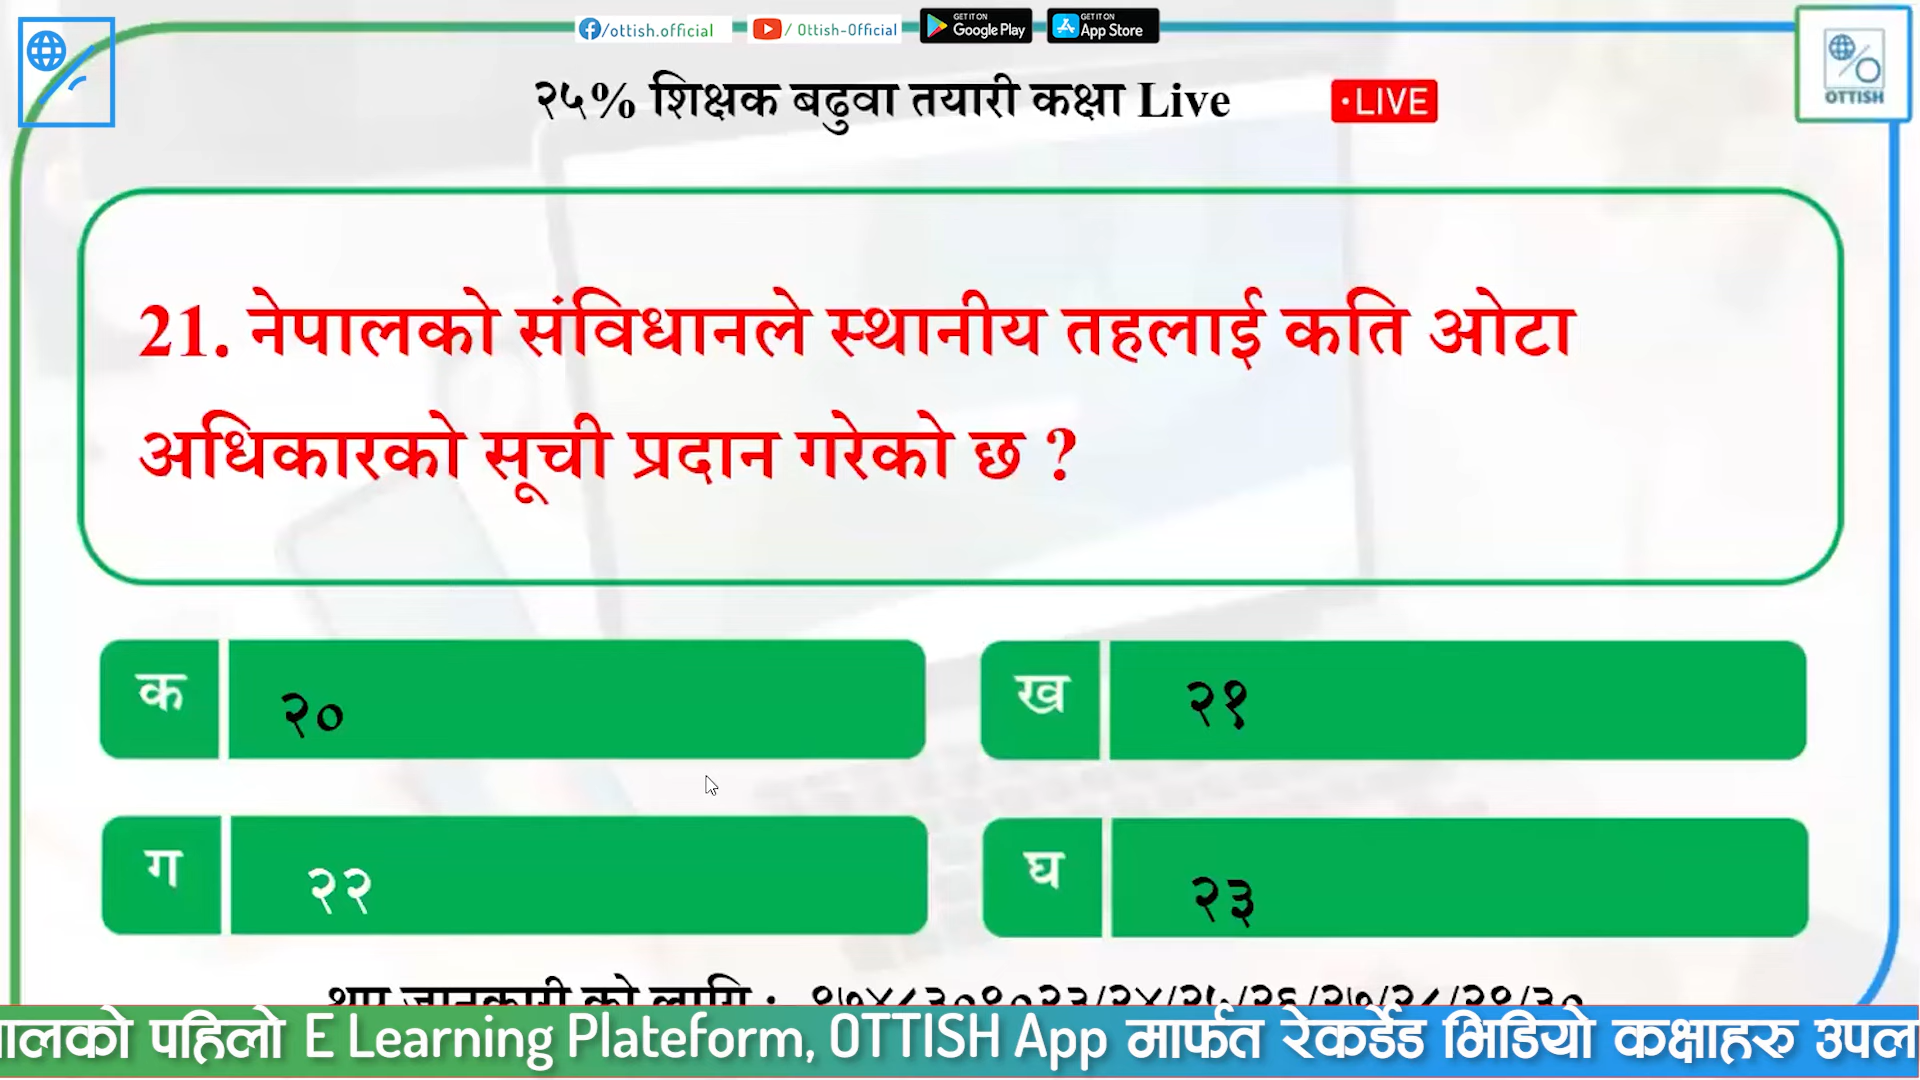 /ottish.official
/ Ottish-Official
GET IT ON
Google Play
GET IT ON
App Store
OTTISH
२५% शिक्षक बढुवा तयारी कक्षा Live
LIVE
21. नेपालको संविधानले स्थानीय तहलाई कति ओटा
अधिकारको सूची प्रदान गरेको छ ?
क २०
ख २१
ग २२
घ २३
थप जानकारी को लागि :
पहिलो E Learning Plateform, OTTISH App मार्फत रेकर्डेड भिडियो कक्षाहरु